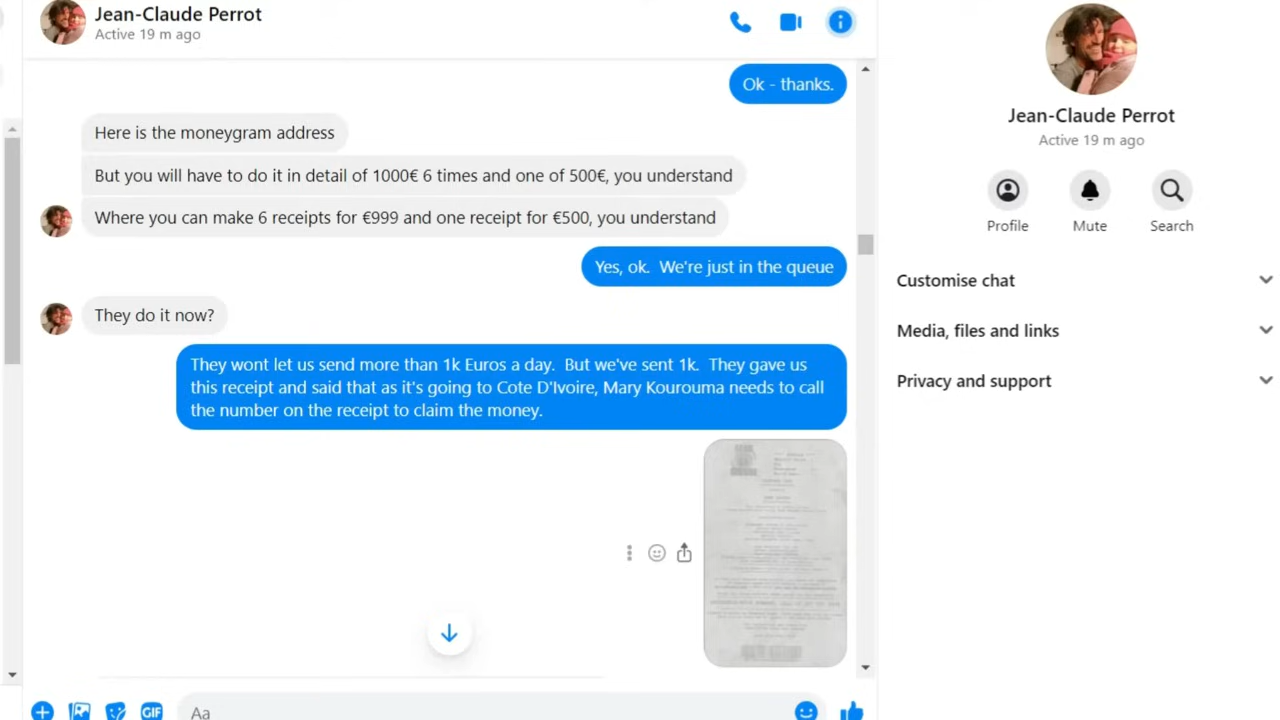 Jean-Claude Perrot
Active 19 m ago
Ok - thanks.
Here is the moneygram address
But you will have to do it in detail of 1000€ 6 times and one of 500€, you understand
Where you can make 6 receipts for €999 and one receipt for €500, you understand
Yes, ok. We're just in the queue
They do it now?
They wont let us send more than 1k Euros a day. But we've sent 1k. They gave us
this receipt and said that as it's going to Cote D'Ivoire, Mary Kourouma needs to call
the number on the receipt to claim the money.
GIF
Aa
Jean-Claude Perrot
Active 19 m ago
Profile
Mute
Search
Customise chat
Media, files and links
Privacy and support